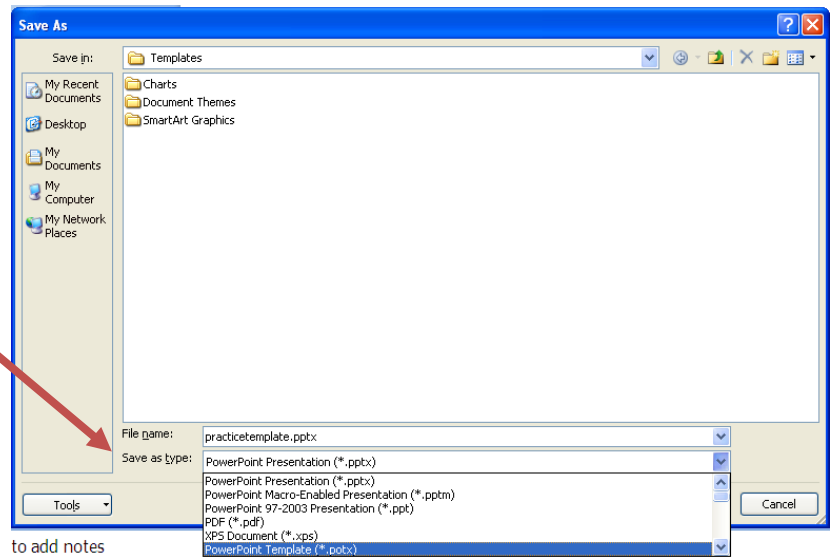 Save As
Save in:
Templates
My Recent
Documents
Desktop
My
Documents
My
Computer
My Network
Places
Charts
Document Themes
SmartArt Graphics
File name:
practicetemplate.pptx
Save as type:
PowerPoint Presentation (*.pptx)
PowerPoint Presentation (*.pptx)
PowerPoint Macro-Enabled Presentation (*.pptm)
PowerPoint 97-2003 Presentation (*.ppt)
PDF (*.pdf)
XPS Document (*.xps)
PowerPoint Template (*.potx)
Tools
Cancel
to add notes